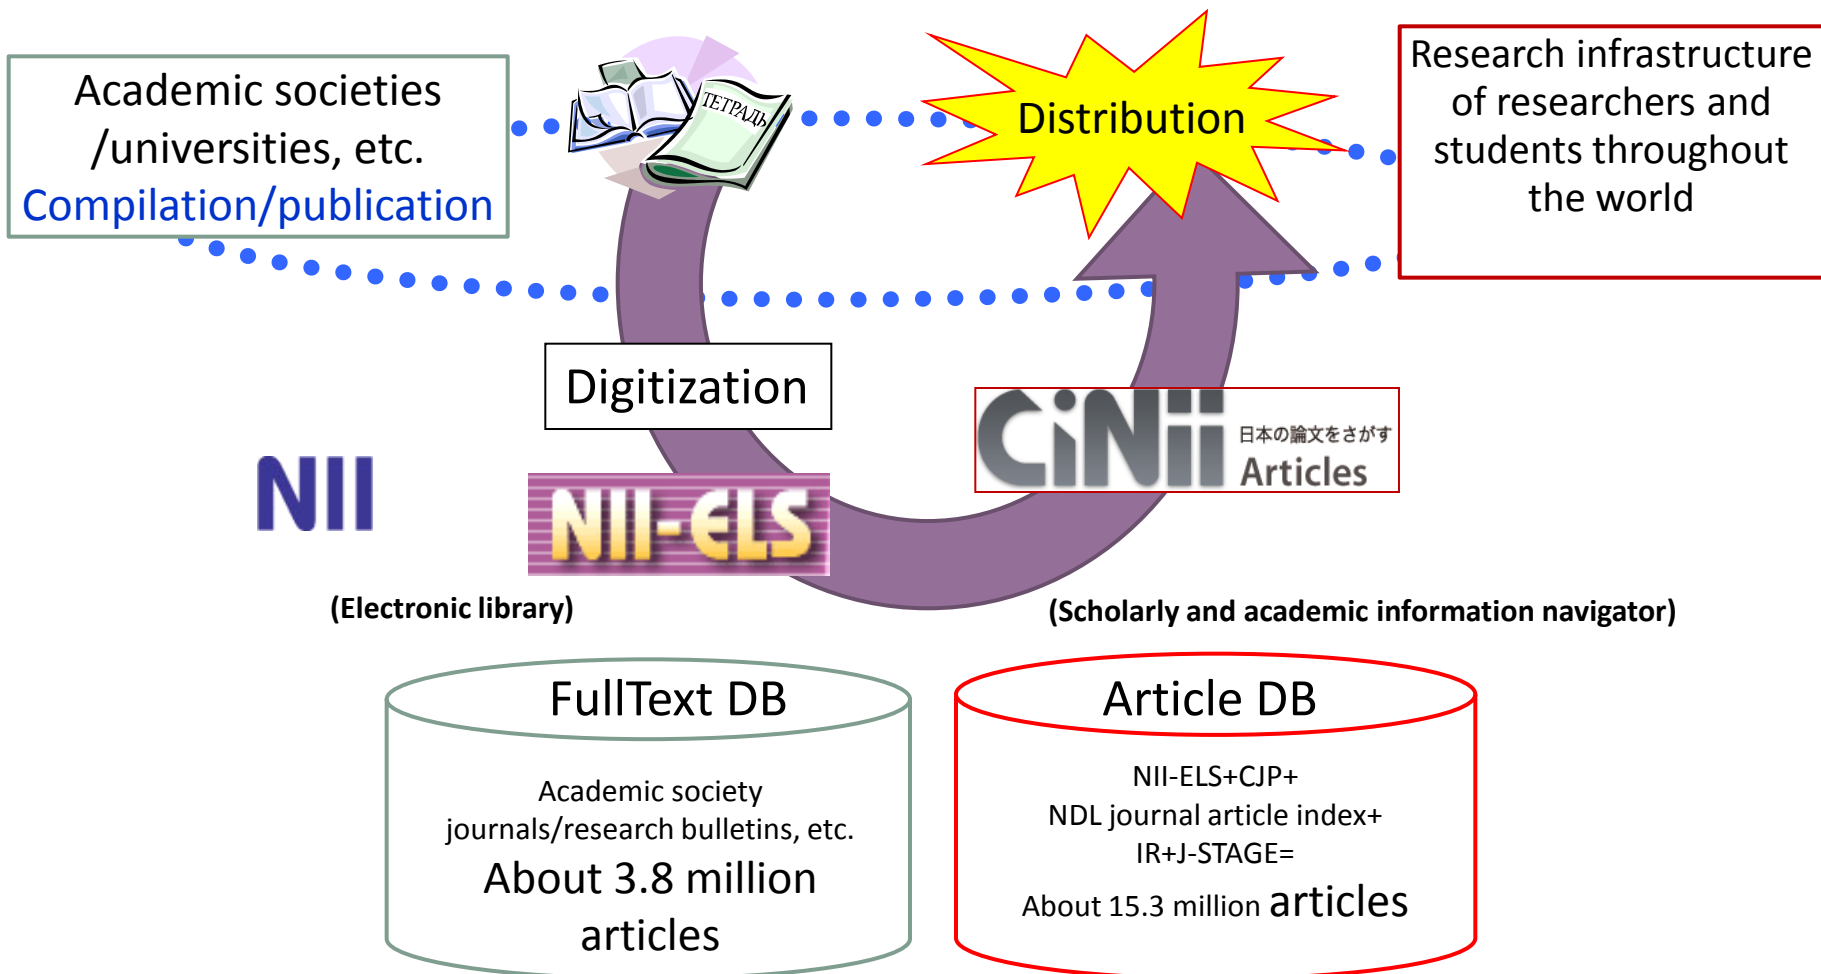 Academic societies
/universities, etc.
Compilation/publication
ТЕТРАДЬ
Distribution
Research infrastructure
of researchers and
students throughout
the world
Digitization
NII
NII-ELS
CiNii
日本の論文をさがす
Articles
(Electronic library)
(Scholarly and academic information navigator)
FullText DB
Academic society
journals/research bulletins, etc.
About 3.8 million
articles
Article DB
NII-ELS+CJP+
NDL journal article index+
IR+J-STAGE=
About 15.3 million articles